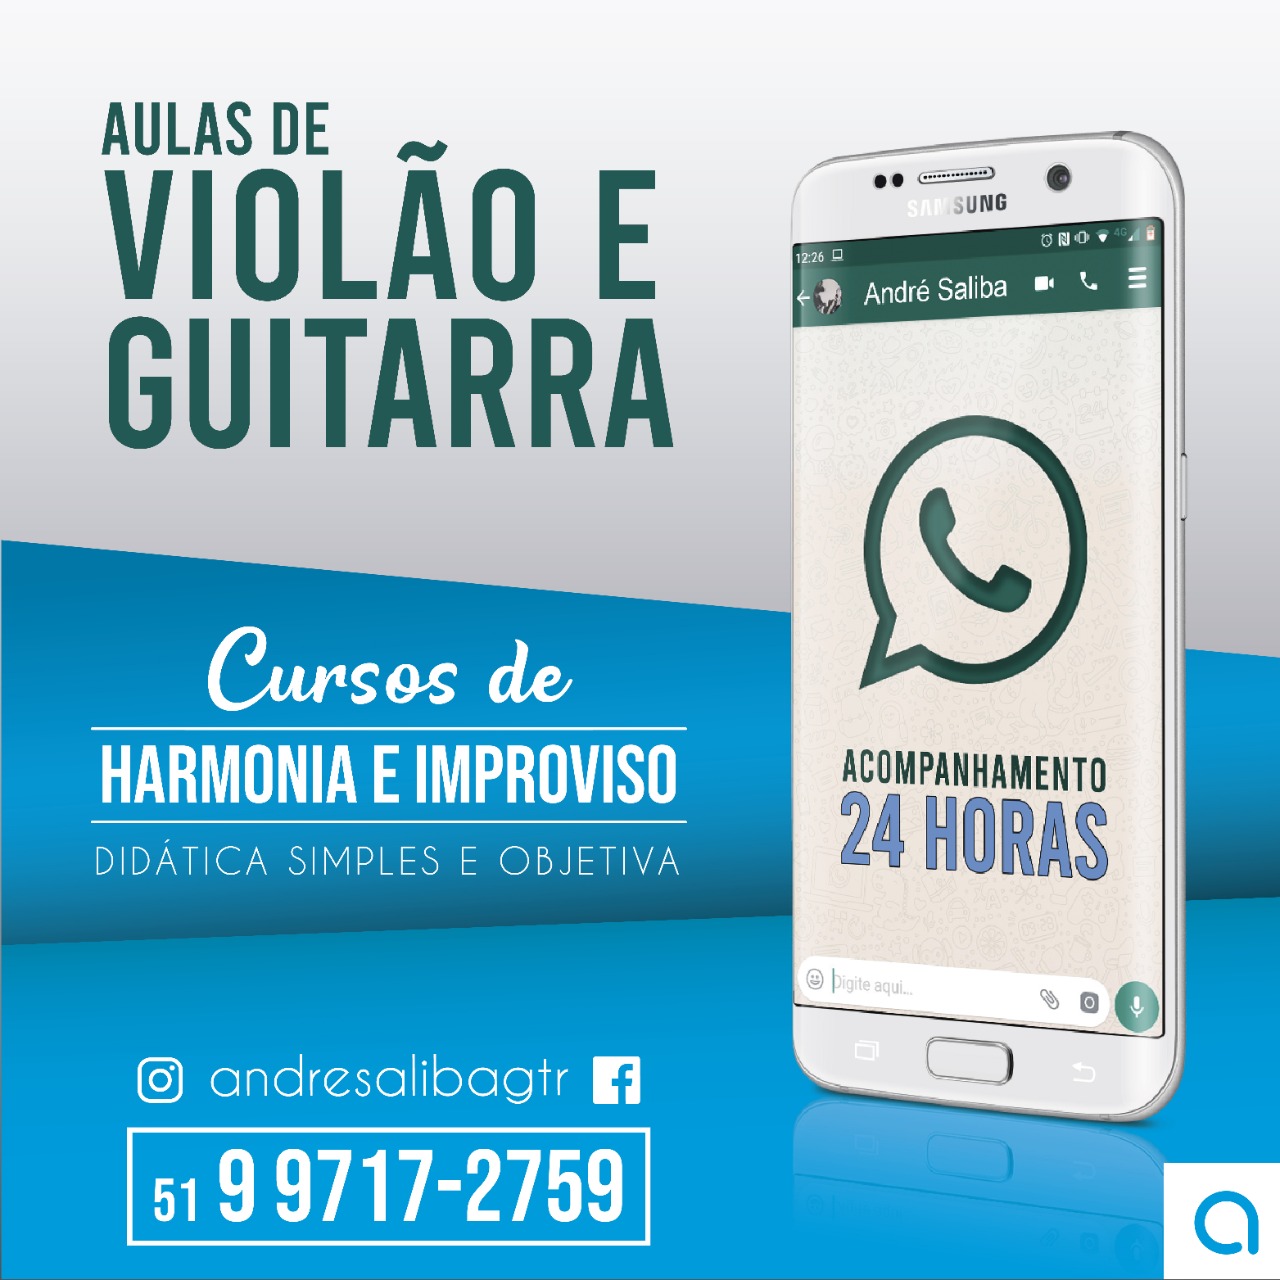 AULAS DE
VIOLÃO E
GUITARRA
Cursos de
HARMONIA E IMPROVISO
DIDÁTICA SIMPLES E OBJETIVA
andresalibagtr
51 9 9717-2759
SAMSUNG
12:26
4G
André Saliba
ACOMPANHAMENTO
24 HORAS
Digite aqui...